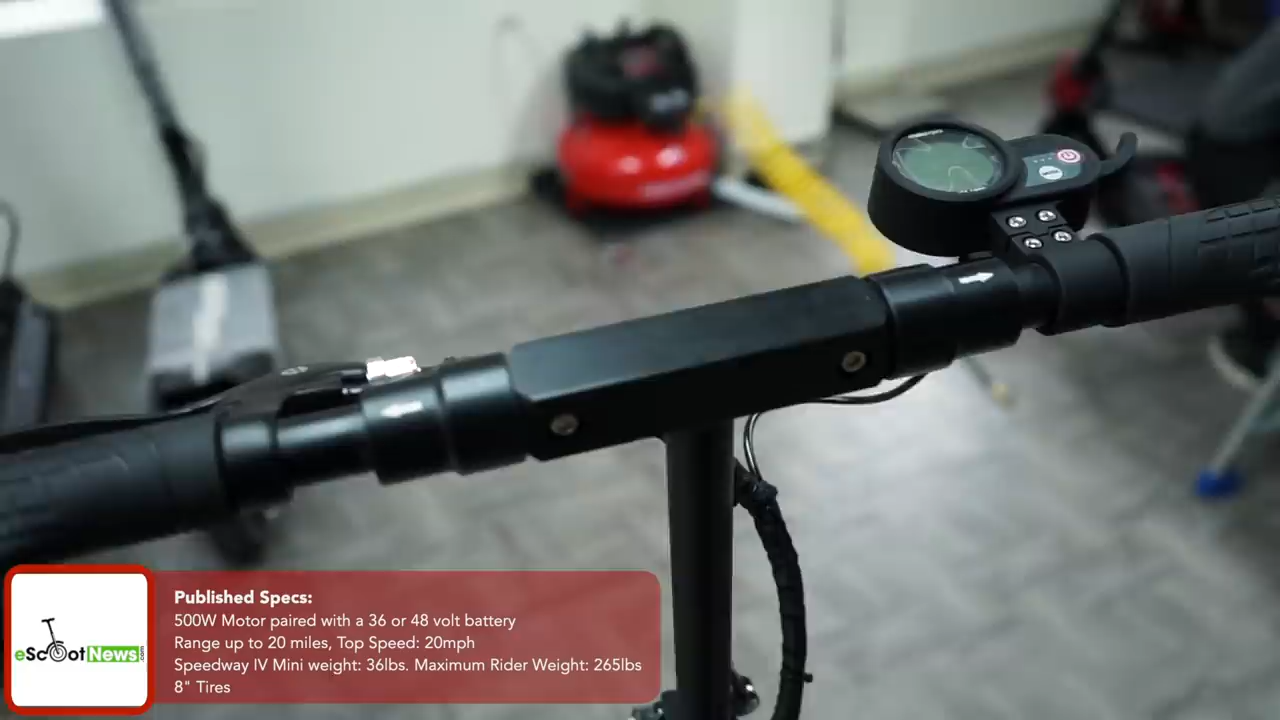 Published Specs:
500W Motor paired with a 36 or 48 volt battery
Range up to 20 miles, Top Speed: 20mph
Speedway IV Mini weight: 36lbs. Maximum Rider Weight: 265lbs
8" Tires
eScootNews.com